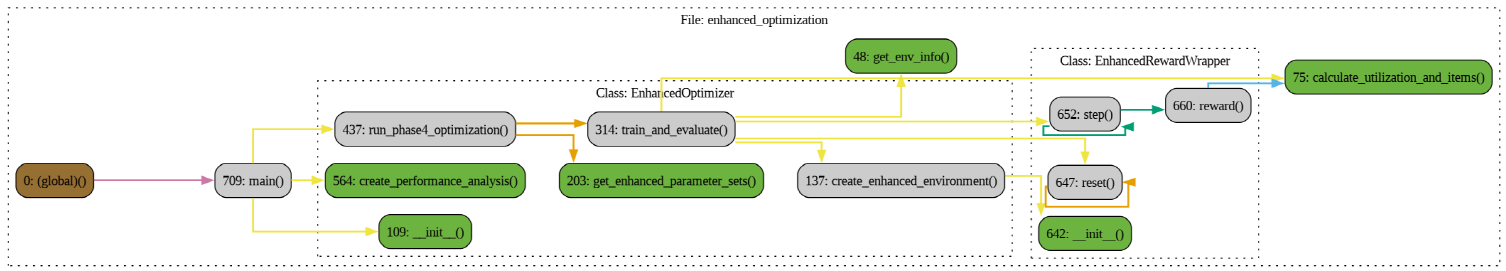 File: enhanced_optimization
48: get_env_info()
Class: EnhancedRewardWrapper
75: calculate_utilization_and_items()
Class: EnhancedOptimizer
652: step()
660: reward()
437: run_phase4_optimization()
314: train_and_evaluate()
0: (global)()
709: main()
564: create_performance_analysis()
203: get_enhanced_parameter_sets()
137: create_enhanced_environment()
647: reset()
109: __init__()
642: __init__()